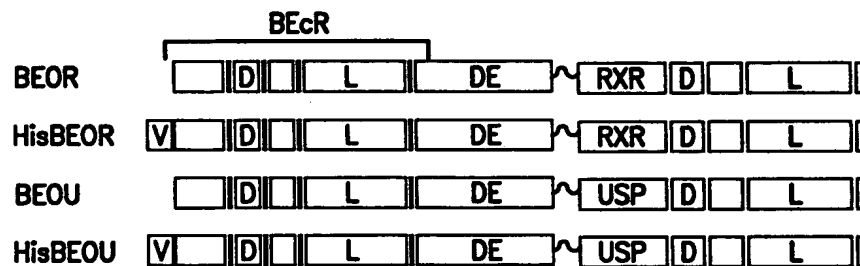 BEcR
BEOR D L DE RXR D L
HisBEOR V D L DE RXR D L
BEOU D L DE USP D L
HisBEOU V D L DE USP D L